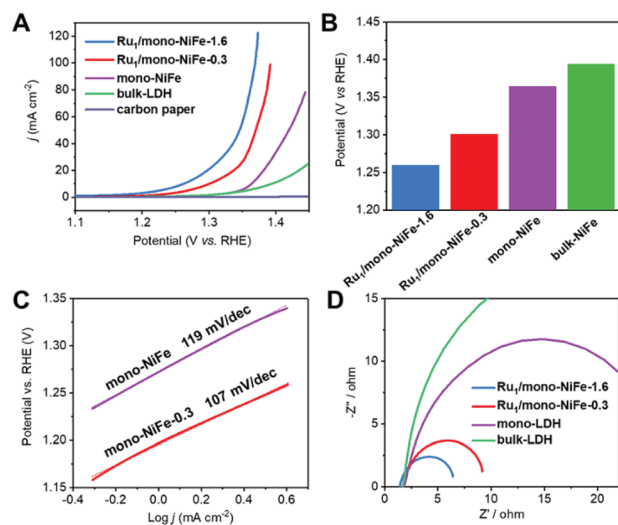 A
Ru₁/mono-NiFe-1.6
Ru₁/mono-NiFe-0.3
mono-NiFe
bulk-LDH
carbon paper
j (mA cm⁻²)
120
100
80
60
40
20
0
1.1
1.2
1.3
1.4
Potential (V vs. RHE)
B
Potential (V vs RHE)
1.45
1.40
1.35
1.30
1.25
1.20
Ru₁/mono-NiFe-1.6
Ru₁/mono-NiFe-0.3
mono-NiFe
bulk-NiFe
C
Potential vs. RHE (V)
1.35
1.30
1.25
1.20
1.15
mono-NiFe 119 mV/dec
mono-NiFe-0.3 107 mV/dec
-0.4
-0.2
0.0
0.2
0.4
0.6
0.8
Log j (mA cm⁻²)
D
-Z'' / ohm
15
10
5
0
Ru₁/mono-NiFe-1.6
Ru₁/mono-NiFe-0.3
mono-LDH
bulk-LDH
0
5
10
15
20
Z' / ohm